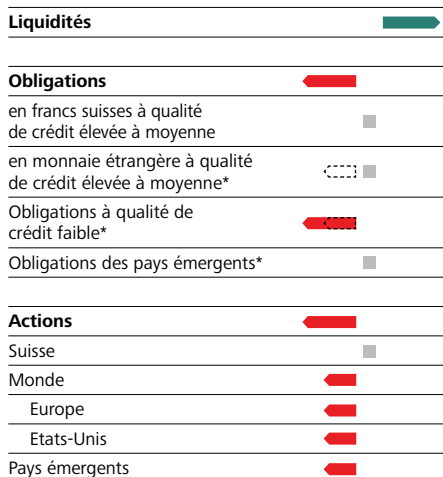 Liquidités
Obligations
en francs suisses à qualité
de crédit élevée à moyenne
en monnaie étrangère à qualité
de crédit élevée à moyenne*
Obligations à qualité de
crédit faible*
Obligations des pays émergents*
Actions
Suisse
Monde
Europe
Etats-Unis
Pays émergents